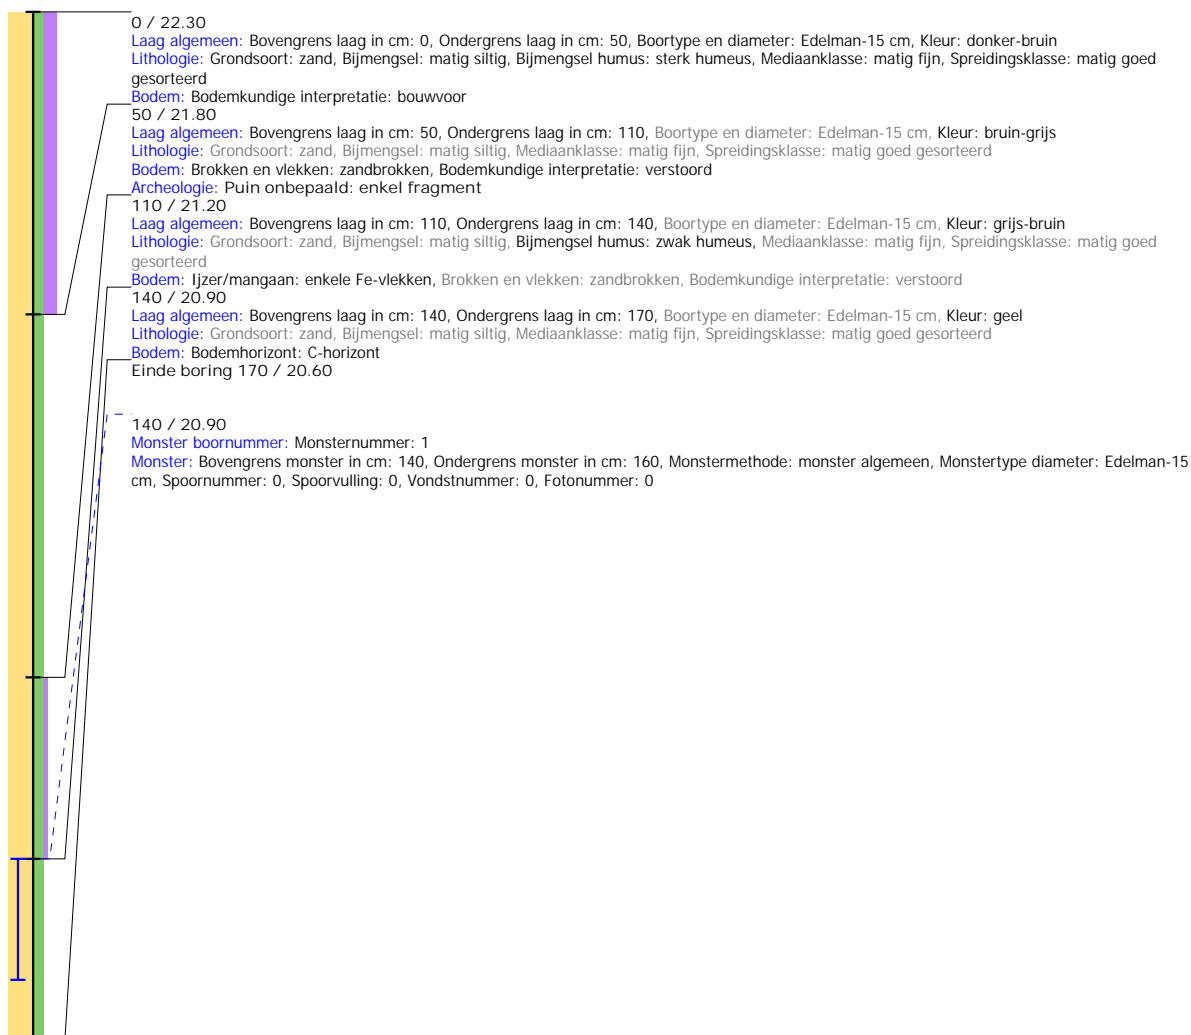 0 / 22.30
Laag algemeen: Bovengrens laag in cm: 0, Ondergrens laag in cm: 50, Boortype en diameter: Edelman-15 cm, Kleur: donker-bruin
Lithologie: Grondsoort: zand, Bijmengsel: matig siltig, Bijmengsel humus: sterk humeus, Mediaanklasse: matig fijn, Spreidingsklasse: matig goed
gesorteerd
Bodem: Bodemkundige interpretatie: bouwvoor
50 / 21.80
Laag algemeen: Bovengrens laag in cm: 50, Ondergrens laag in cm: 110, Boortype en diameter: Edelman-15 cm, Kleur: bruin-grijs
Lithologie: Grondsoort: zand, Bijmengsel: matig siltig, Mediaanklasse: matig fijn, Spreidingsklasse: matig goed gesorteerd
Bodem: Brokken en vlekken: zandbrokken, Bodemkundige interpretatie: verstoord
Archeologie: Puin onbepaald: enkel fragment
110 / 21.20
Laag algemeen: Bovengrens laag in cm: 110, Ondergrens laag in cm: 140, Boortype en diameter: Edelman-15 cm, Kleur: grijs-bruin
Lithologie: Grondsoort: zand, Bijmengsel: matig siltig, Bijmengsel humus: zwak humeus, Mediaanklasse: matig fijn, Spreidingsklasse: matig goed
gesorteerd
Bodem: Ijzer/mangaan: enkele Fe-vlekken, Brokken en vlekken: zandbrokken, Bodemkundige interpretatie: verstoord
140 / 20.90
Laag algemeen: Bovengrens laag in cm: 140, Ondergrens laag in cm: 170, Boortype en diameter: Edelman-15 cm, Kleur: geel
Lithologie: Grondsoort: zand, Bijmengsel: matig siltig, Mediaanklasse: matig fijn, Spreidingsklasse: matig goed gesorteerd
Bodem: Bodemhorizont: C-horizont
Einde boring 170 / 20.60
140 / 20.90
Monster boornummer: Monsternummer: 1
Monster: Bovengrens monster in cm: 140, Ondergrens monster in cm: 160, Monstermethode: monster algemeen, Monstertype diameter: Edelman-15
cm, Spoornummer: 0, Spoorvulling: 0, Vondstnummer: 0, Fotonummer: 0